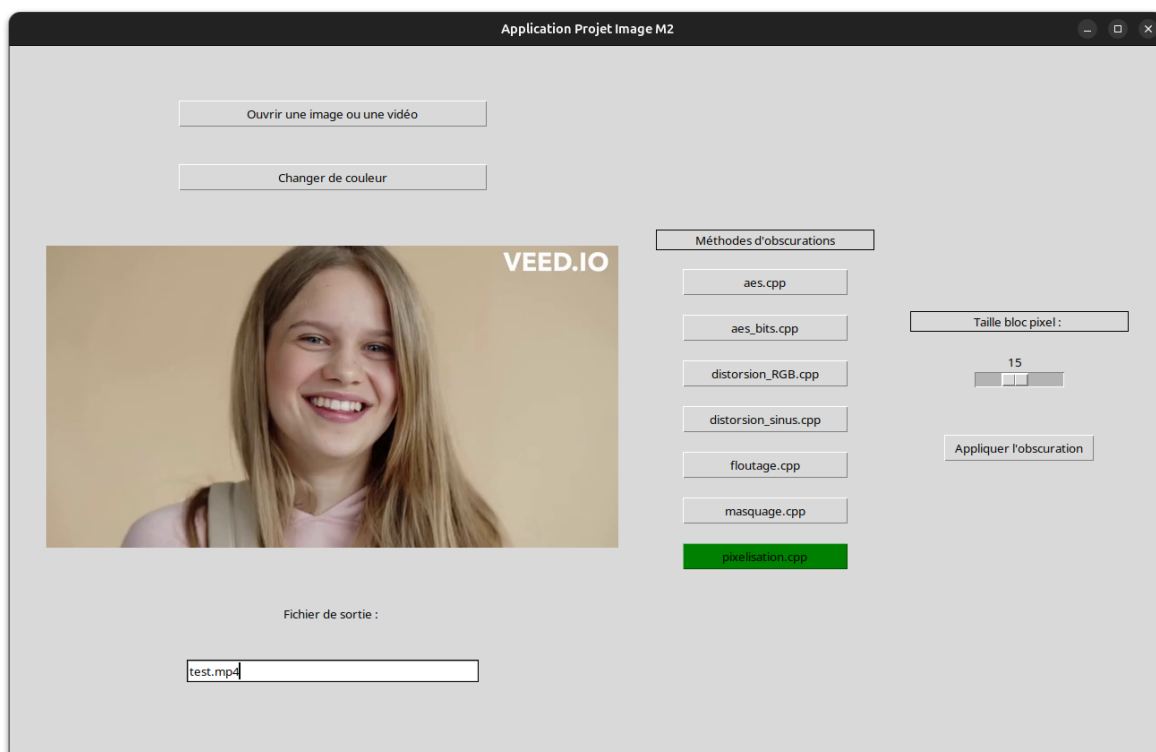 Application Projet Image M2
Ouvrir une image ou une vidéo
Changer de couleur
VEED.IO
Méthodes d'obscurations
aes.cpp
aes_bits.cpp
distorsion_RGB.cpp
distorsion_sinus.cpp
floutage.cpp
masquage.cpp
pixelisation.cpp
Taille bloc pixel :
15
Appliquer l'obscuration
Fichier de sortie :
test.mp4